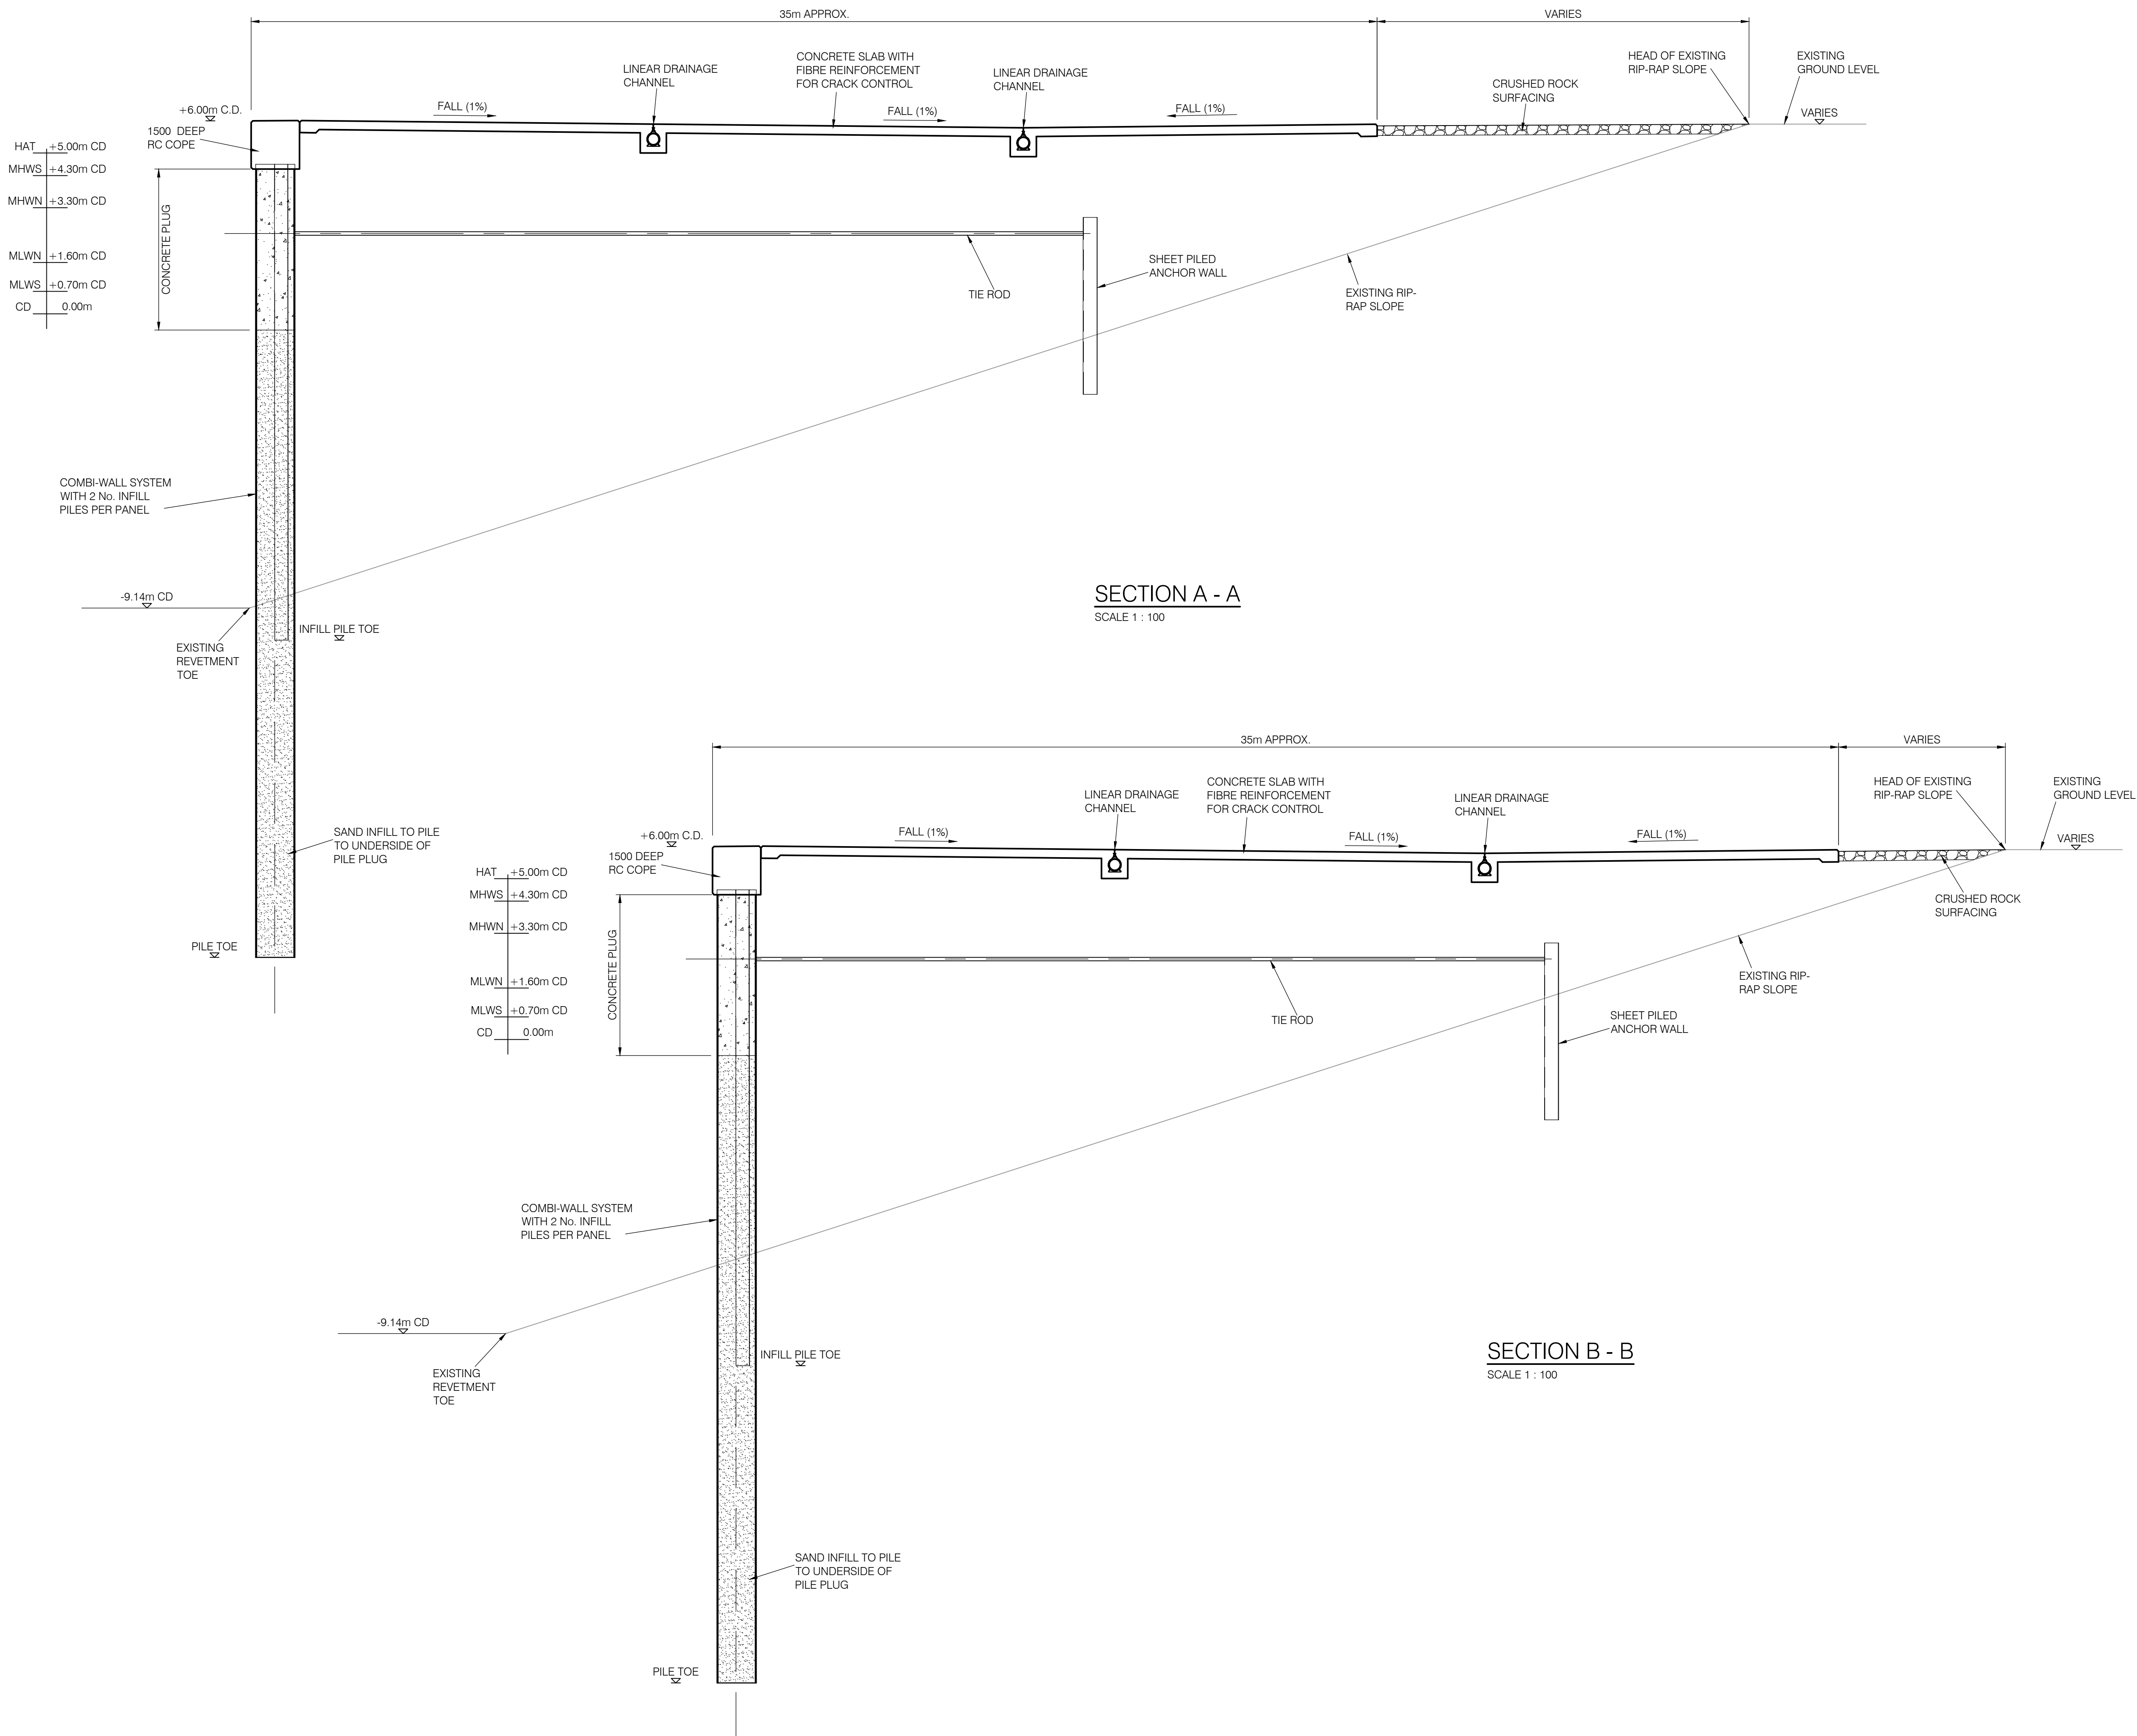 35m APPROX.
VARIES
LINEAR DRAINAGE
CHANNEL
CONCRETE SLAB WITH
FIBRE REINFORCEMENT
FOR CRACK CONTROL
LINEAR DRAINAGE
CHANNEL
HEAD OF EXISTING
RIP-RAP SLOPE
EXISTING
GROUND LEVEL
CRUSHED ROCK
SURFACING
+6.00m C.D.
FALL (1%)
FALL (1%)
FALL (1%)
VARIES
1500 DEEP
RC COPE
HAT +5.00m CD
MHWS +4.30m CD
MHWN +3.30m CD
MLWN +1.60m CD
MLWS +0.70m CD
CD 0.00m
CONCRETE PLUG
TIE ROD
SHEET PILED
ANCHOR WALL
EXISTING RIP-
RAP SLOPE
COMBI-WALL SYSTEM
WITH 2 No. INFILL
PILES PER PANEL
-9.14m CD
EXISTING
REVETMENT
TOE
INFILL PILE TOE
SAND INFILL TO PILE
TO UNDERSIDE OF
PILE PLUG
PILE TOE
SECTION A - A
SCALE 1 : 100
35m APPROX.
VARIES
LINEAR DRAINAGE
CHANNEL
CONCRETE SLAB WITH
FIBRE REINFORCEMENT
FOR CRACK CONTROL
LINEAR DRAINAGE
CHANNEL
HEAD OF EXISTING
RIP-RAP SLOPE
EXISTING
GROUND LEVEL
+6.00m C.D.
FALL (1%)
FALL (1%)
FALL (1%)
VARIES
1500 DEEP
RC COPE
HAT +5.00m CD
MHWS +4.30m CD
MHWN +3.30m CD
MLWN +1.60m CD
MLWS +0.70m CD
CD 0.00m
CONCRETE PLUG
CRUSHED ROCK
SURFACING
EXISTING RIP-
RAP SLOPE
TIE ROD
SHEET PILED
ANCHOR WALL
COMBI-WALL SYSTEM
WITH 2 No. INFILL
PILES PER PANEL
-9.14m CD
EXISTING
REVETMENT
TOE
INFILL PILE TOE
SAND INFILL TO PILE
TO UNDERSIDE OF
PILE PLUG
PILE TOE
SECTION B - B
SCALE 1 : 100